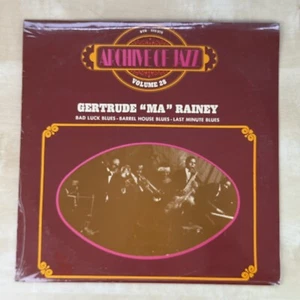 ARCHIVE OF JAZZ
VOLUME 28
GERTRUDE "MA" RAINEY
BAD LUCK BLUES - BARREL HOUSE BLUES - LAST MINUTE BLUES